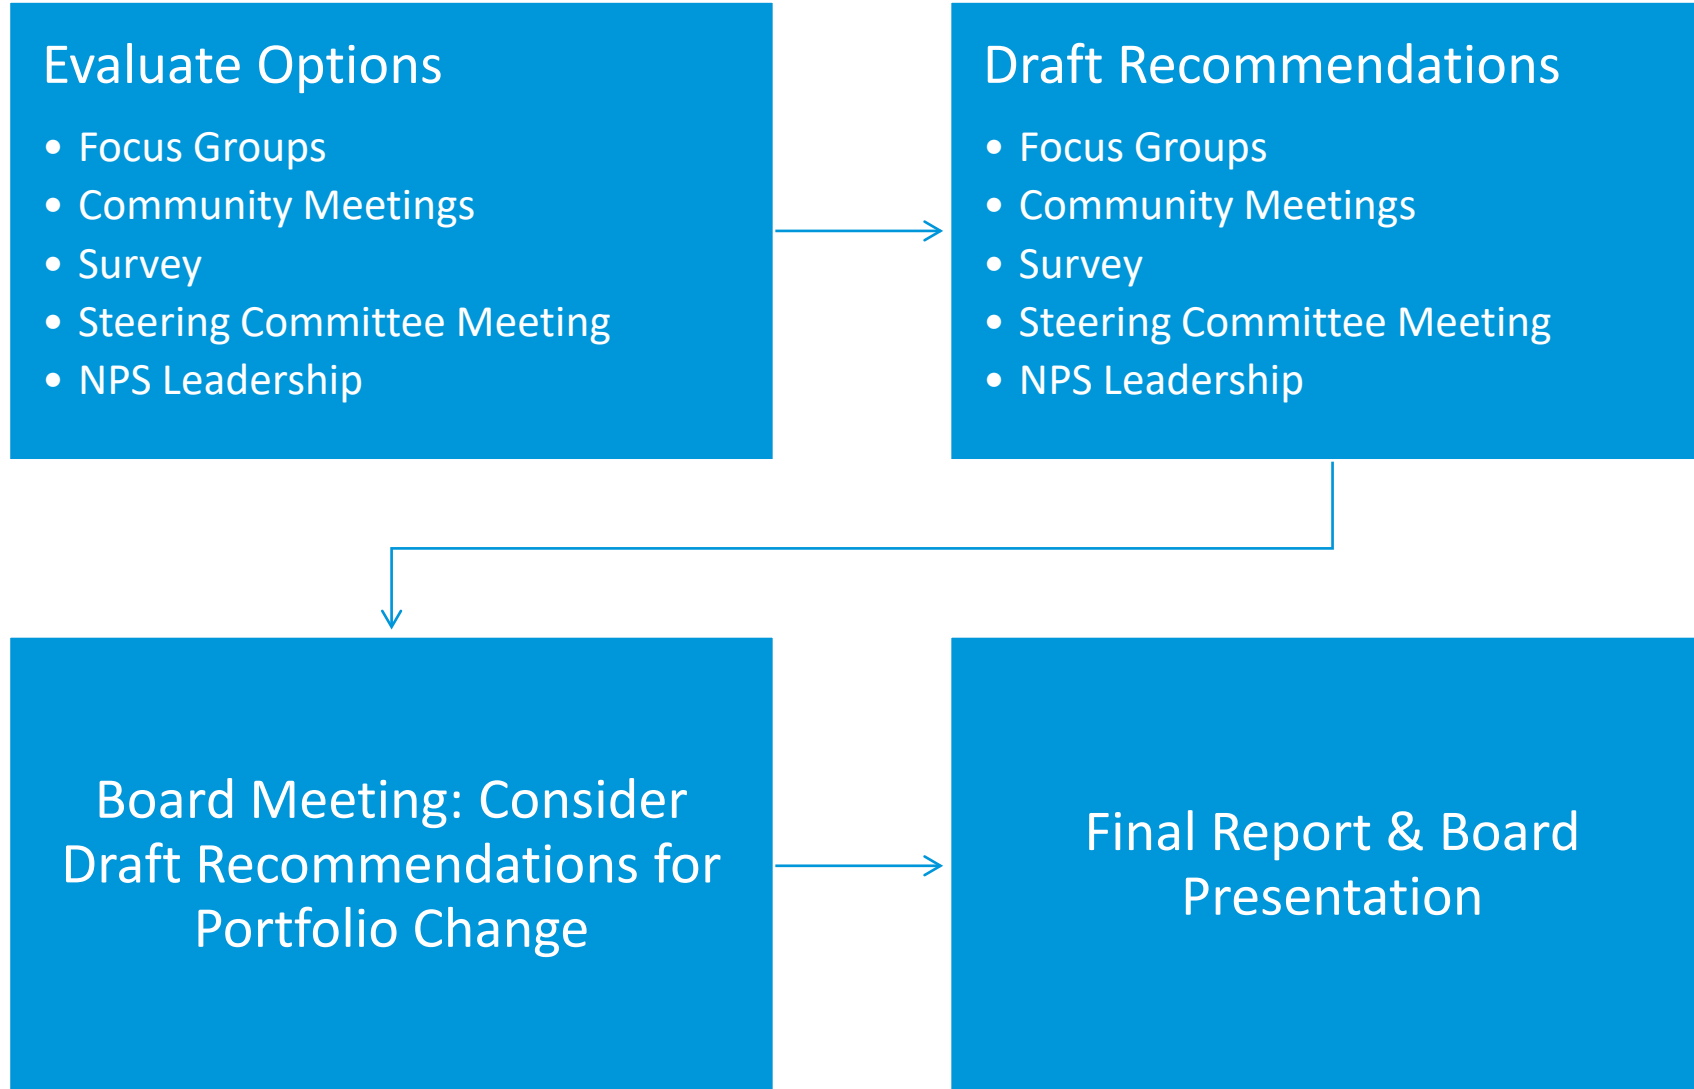 Evaluate Options
• Focus Groups
• Community Meetings
• Survey
• Steering Committee Meeting
• NPS Leadership
Draft Recommendations
• Focus Groups
• Community Meetings
• Survey
• Steering Committee Meeting
• NPS Leadership
Board Meeting: Consider
Draft Recommendations for
Portfolio Change
Final Report & Board
Presentation